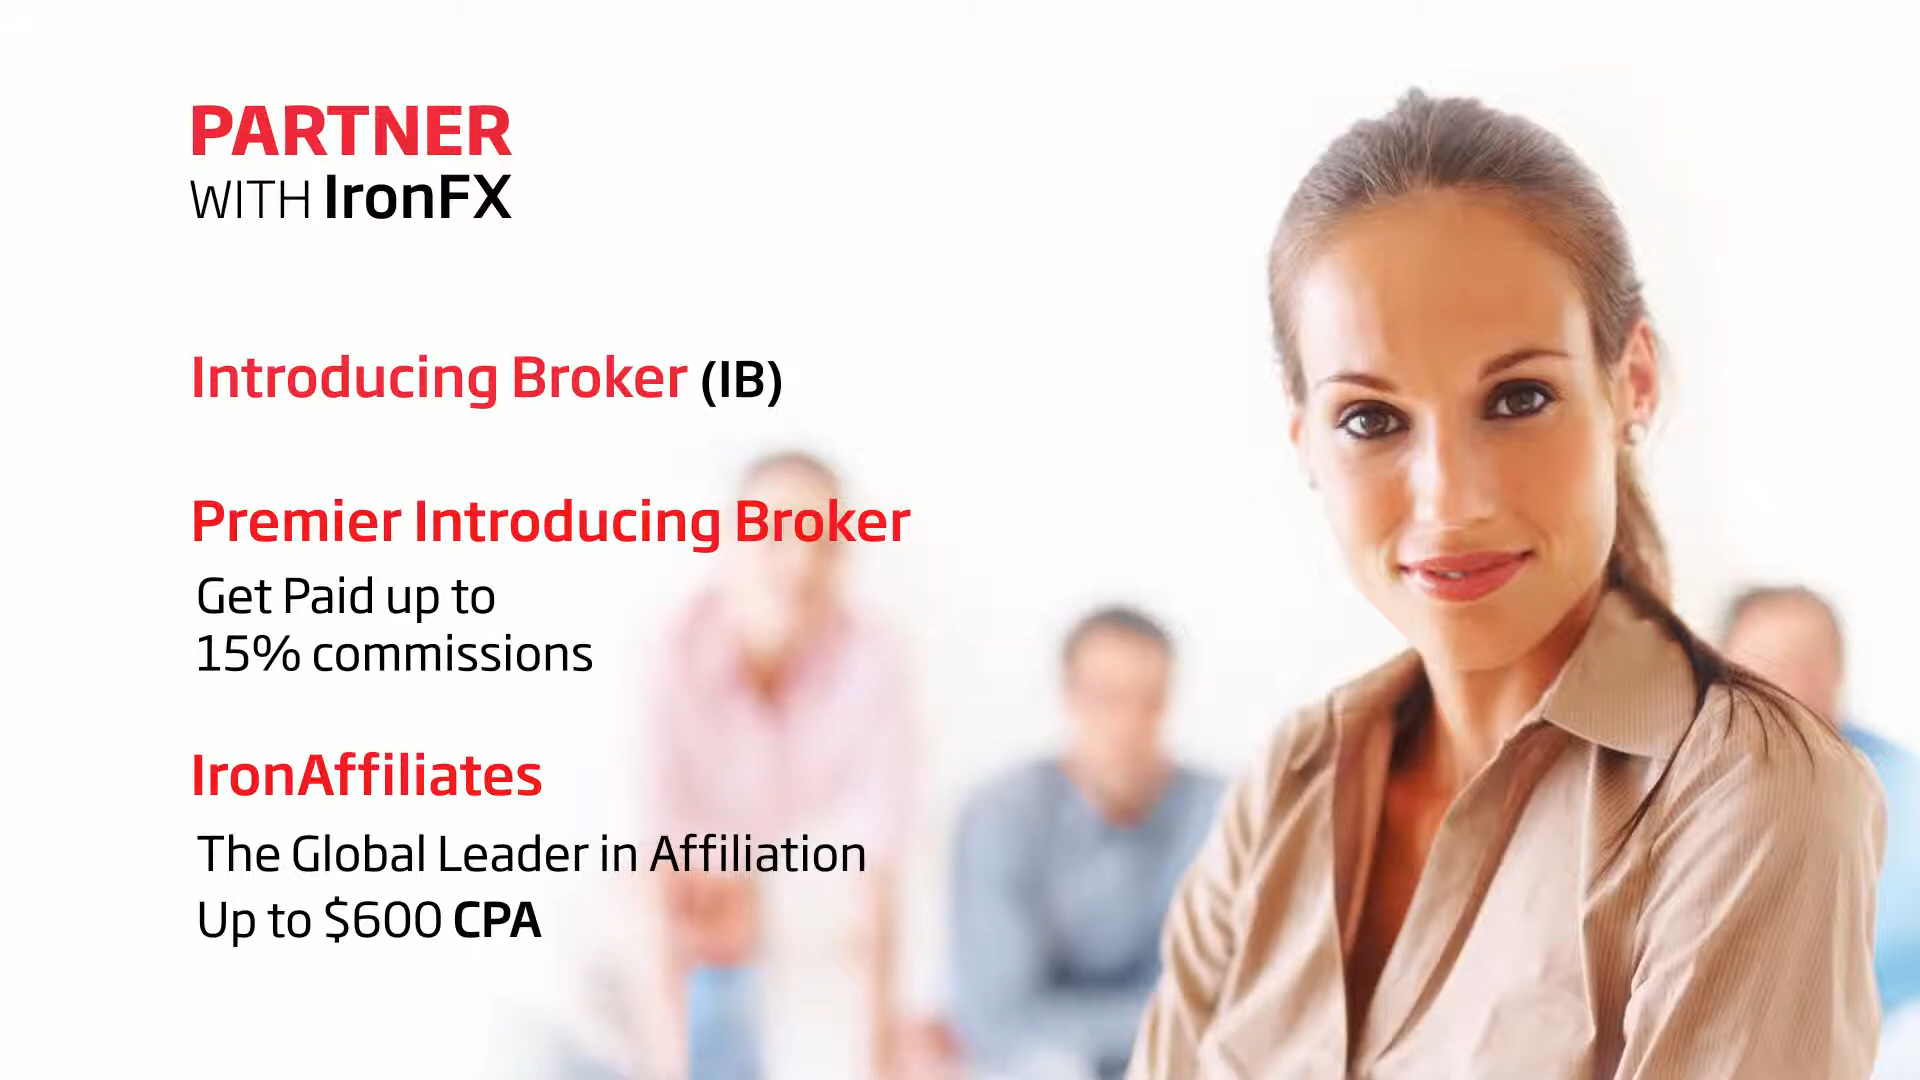 PARTNER
WITH IronFX
Introducing Broker (IB)
Premier Introducing Broker
Get Paid up to
15% commissions
IronAffiliates
The Global Leader in Affiliation
Up to $600 CPA